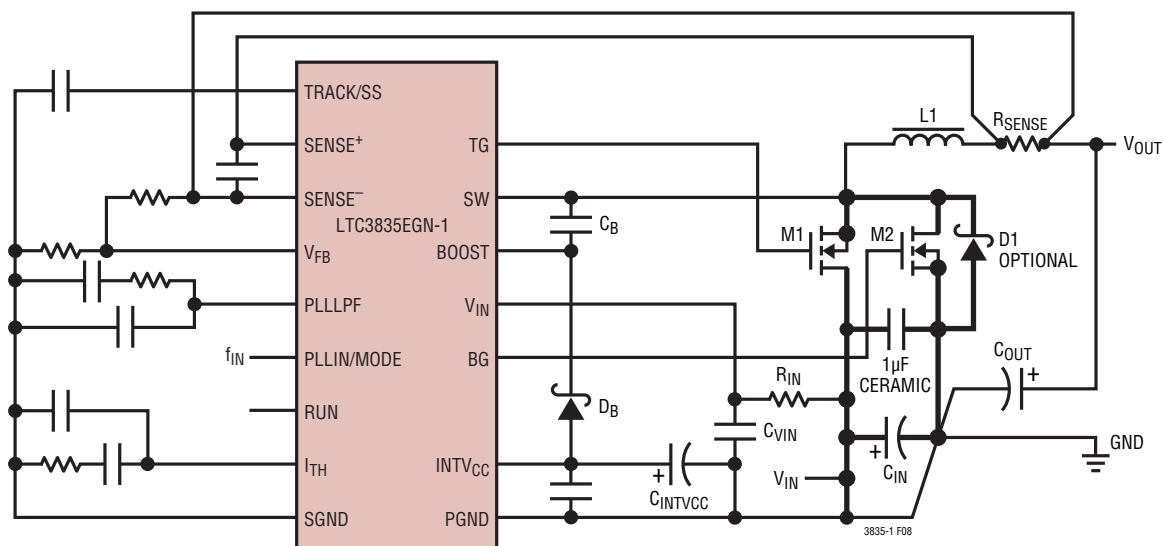 TRACK/SS
SENSE+
SENSE−
LTC3835EGN-1
VFB
PLLLPF
fIN
PLLIN/MODE
RUN
ITH
SGND
TG
SW
BOOST
VIN
BG
INTVCC
PGND
CB
DB
CINTVCC
CVIN
RIN
VIN
L1
RSENSE
VOUT
M1
M2
D1
OPTIONAL
1µF
CERAMIC
COUT
+
+
CIN
+
GND
3835-1 F08